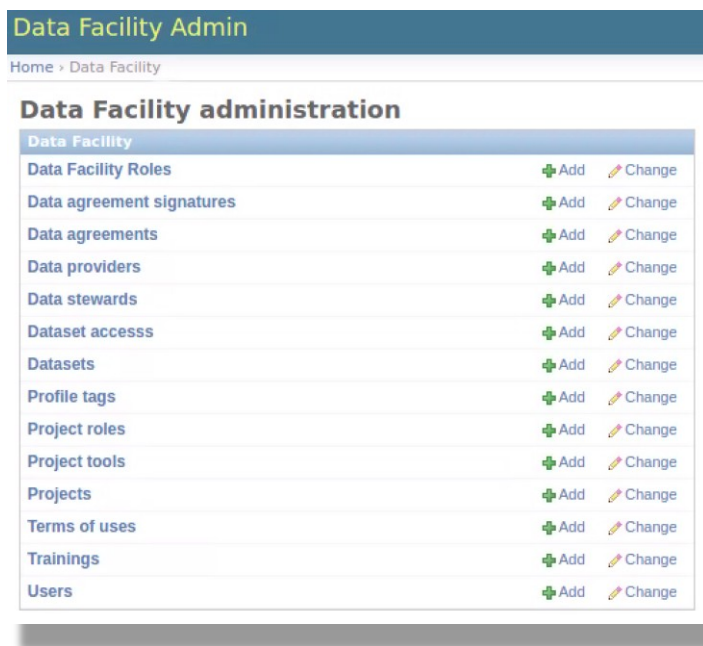 Data Facility Admin
Home › Data Facility
Data Facility administration
Data Facility
Data Facility Roles Add Change
Data agreement signatures Add Change
Data agreements Add Change
Data providers Add Change
Data stewards Add Change
Dataset accesss Add Change
Datasets Add Change
Profile tags Add Change
Project roles Add Change
Project tools Add Change
Projects Add Change
Terms of uses Add Change
Trainings Add Change
Users Add Change